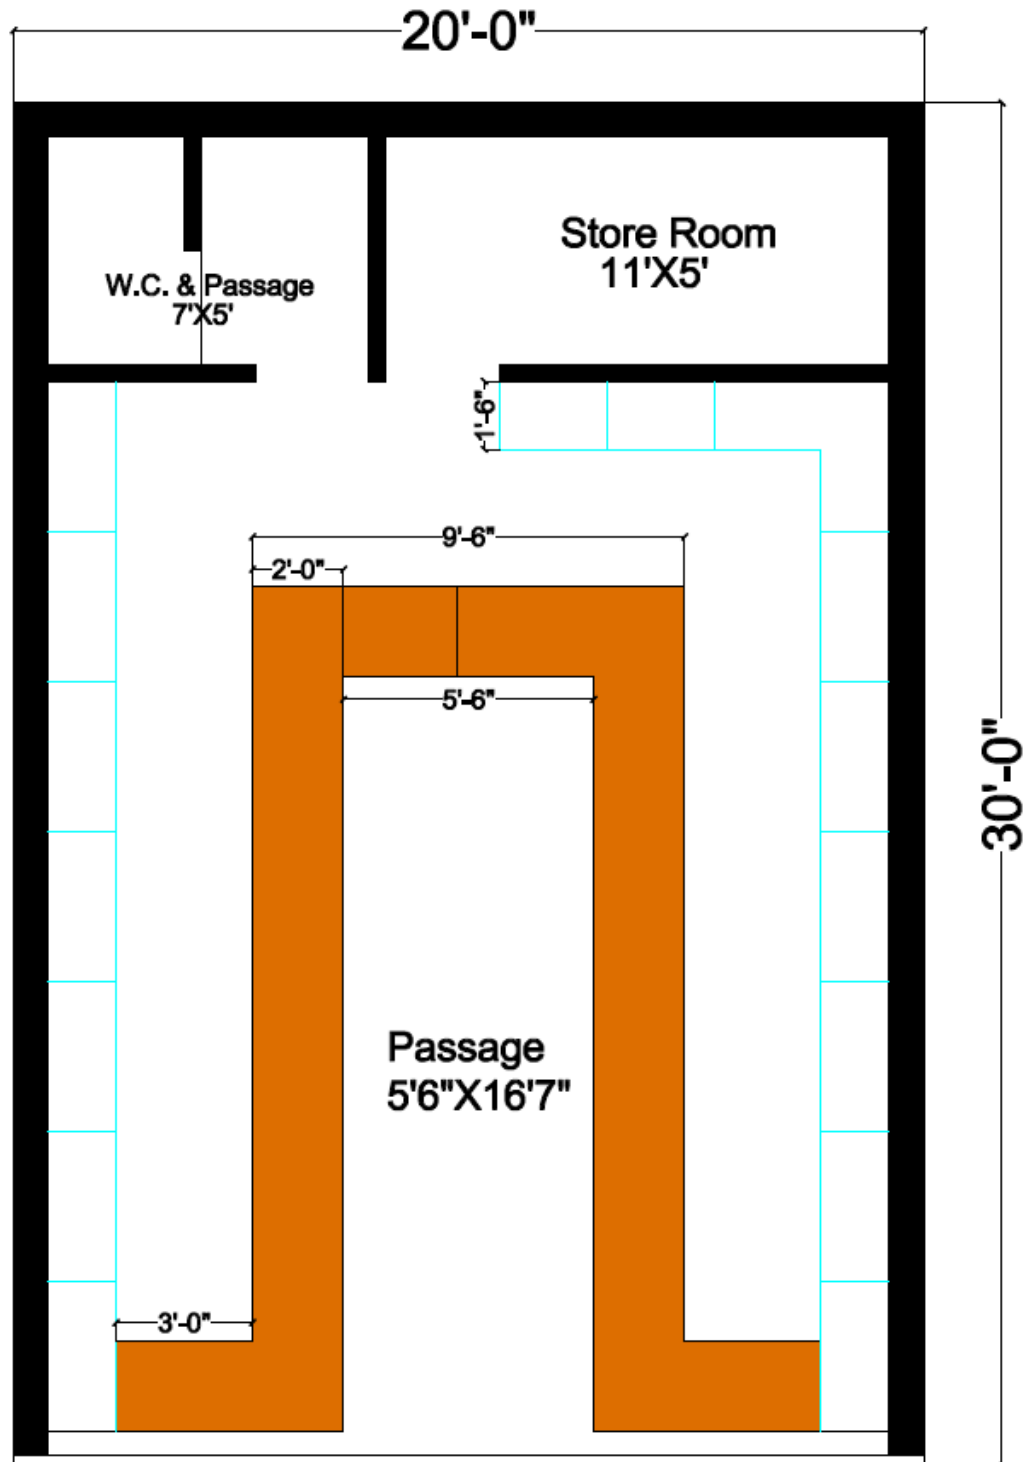 20'-0"
Store Room
11'X5'
W.C. & Passage
7'X5'
1'-6"
9'-6"
2'-0"
5'-6"
30'-0"
Passage
5'6"X16'7"
3'-0"